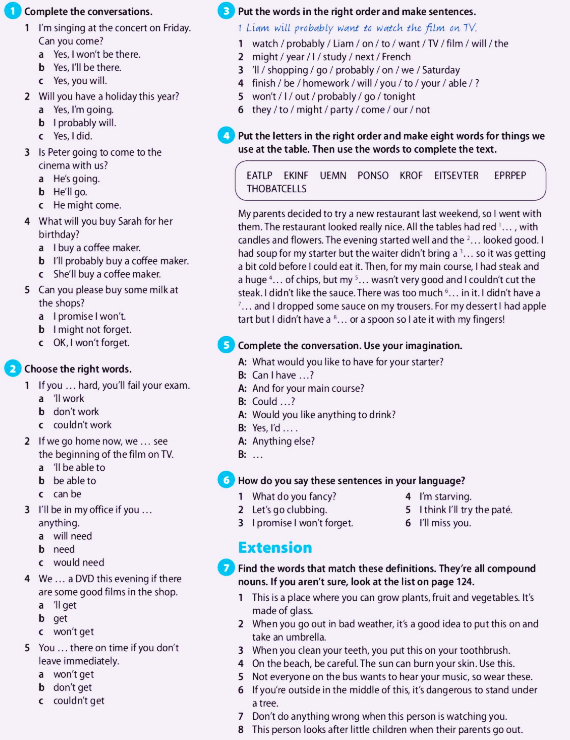 1 Complete the conversations.
1 I'm singing at the concert on Friday.
Can you come?
a Yes, I won't be there.
b Yes, I'll be there.
c Yes, you will.
2 Will you have a holiday this year?
a Yes, I'm going.
b I probably will.
c Yes, I did.
3 Is Peter going to come to the
cinema with us?
a He's going.
b He'll go.
c He might come.
4 What will you buy Sarah for her
birthday?
a I buy a coffee maker.
b I'll probably buy a coffee maker.
c She'll buy a coffee maker.
5 Can you please buy some milk at
the shops?
a I promise I won't.
b I might not forget.
c OK, I won't forget.
2 Choose the right words.
1 If you … hard, you'll fail your exam.
a 'll work
b don't work
c couldn't work
2 If we go home now, we … see
the beginning of the film on TV.
a 'll be able to
b be able to
c can be
3 I'll be in my office if you …
anything.
a will need
b need
c would need
4 We … a DVD this evening if there
are some good films in the shop.
a 'll get
b get
c won't get
5 You … there on time if you don't
leave immediately.
a won't get
b don't get
c couldn't get
3 Put the words in the right order and make sentences.
1 Liam will probably want to watch the film on TV.
1 watch / probably / Liam / on / to / want / TV / film / will / the
2 might / year / I / study / next / French
3 'll / shopping / go / probably / on / we / Saturday
4 finish / be / homework / will / you / to / your / able / ?
5 won't / I / out / probably / go / tonight
6 they / to / might / party / come / our / not
4 Put the letters in the right order and make eight words for things we
use at the table. Then use the words to complete the text.
EATLP EKINF UEMN PONSO KROF EITSEVTER EPRPEP
THOBATCELLS
My parents decided to try a new restaurant last weekend, so I went with
them. The restaurant looked really nice. All the tables had red ¹… , with
candles and flowers. The evening started well and the ²… looked good. I
had soup for my starter but the waiter didn't bring a ³… so it was getting
a bit cold before I could eat it. Then, for my main course, I had steak and
a huge ⁴… of chips, but my ⁵… wasn't very good and I couldn't cut the
steak. I didn't like the sauce. There was too much ⁶… in it. I didn't have a
⁷… and I dropped some sauce on my trousers. For my dessert I had apple
tart but I didn't have a ⁸… or a spoon so I ate it with my fingers!
5 Complete the conversation. Use your imagination.
A: What would you like to have for your starter?
B: Can I have …?
A: And for your main course?
B: Could …?
A: Would you like anything to drink?
B: Yes, I'd … .
A: Anything else?
B: …
6 How do you say these sentences in your language?
1 What do you fancy? 4 I'm starving.
2 Let's go clubbing. 5 I think I'll try the paté.
3 I promise I won't forget. 6 I'll miss you.
Extension
7 Find the words that match these definitions. They're all compound
nouns. If you aren't sure, look at the list on page 124.
1 This is a place where you can grow plants, fruit and vegetables. It's
made of glass.
2 When you go out in bad weather, it's a good idea to put this on and
take an umbrella.
3 When you clean your teeth, you put this on your toothbrush.
4 On the beach, be careful. The sun can burn your skin. Use this.
5 Not everyone on the bus wants to hear your music, so wear these.
6 If you're outside in the middle of this, it's dangerous to stand under
a tree.
7 Don't do anything wrong when this person is watching you.
8 This person looks after little children when their parents go out.